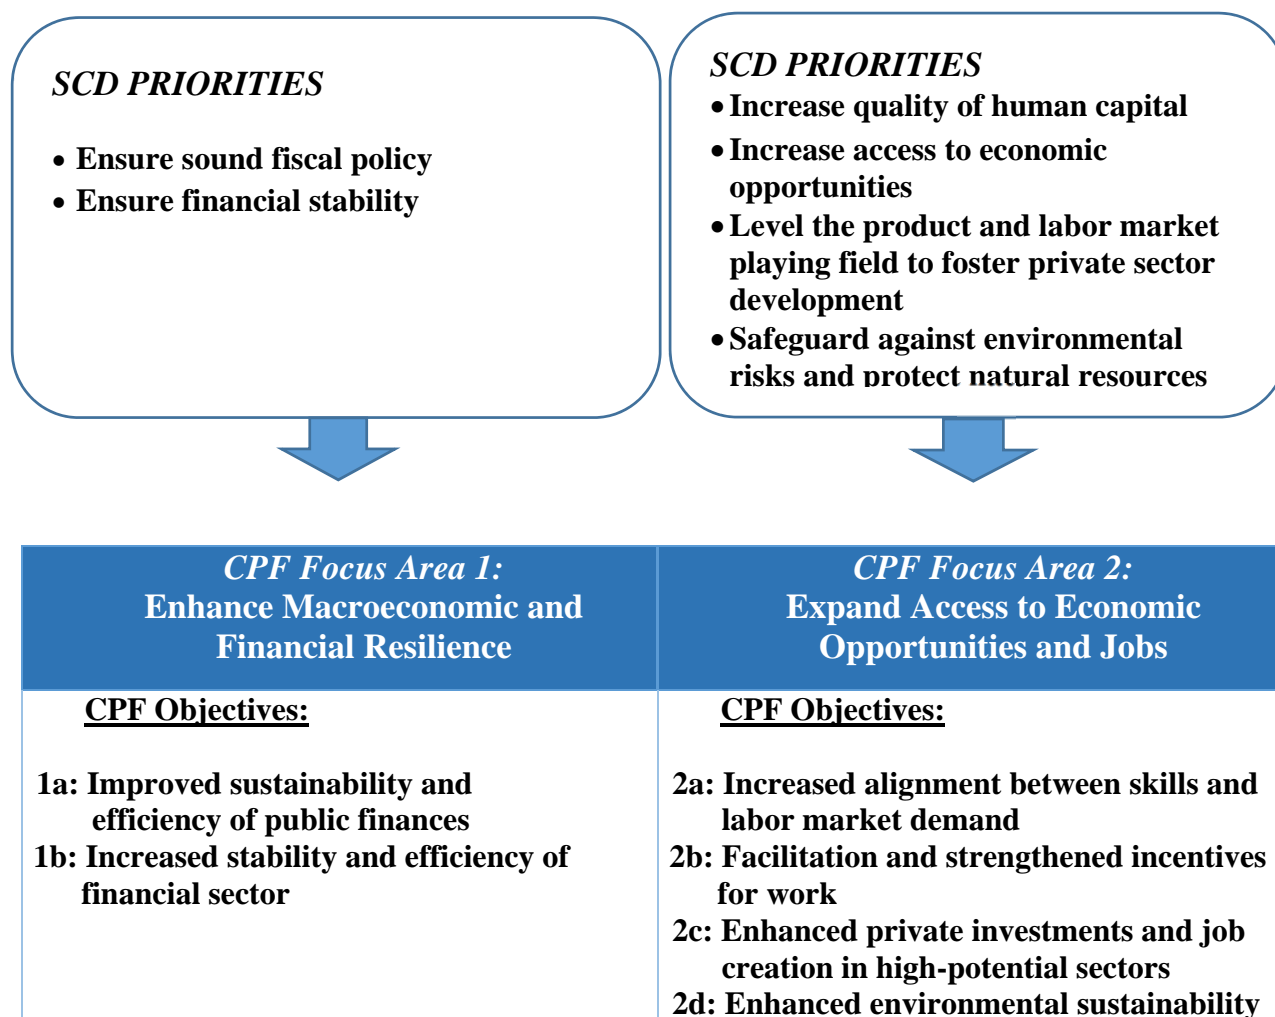 SCD PRIORITIES
• Ensure sound fiscal policy
• Ensure financial stability
SCD PRIORITIES
• Increase quality of human capital
• Increase access to economic
opportunities
• Level the product and labor market
playing field to foster private sector
development
• Safeguard against environmental
risks and protect natural resources
CPF Focus Area 1:
Enhance Macroeconomic and
Financial Resilience
CPF Focus Area 2:
Expand Access to Economic
Opportunities and Jobs
CPF Objectives:
1a: Improved sustainability and
efficiency of public finances
1b: Increased stability and efficiency of
financial sector
CPF Objectives:
2a: Increased alignment between skills and
labor market demand
2b: Facilitation and strengthened incentives
for work
2c: Enhanced private investments and job
creation in high-potential sectors
2d: Enhanced environmental sustainability